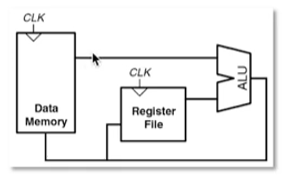 CLK
CLK
ALU
Data
Memory
Register
File